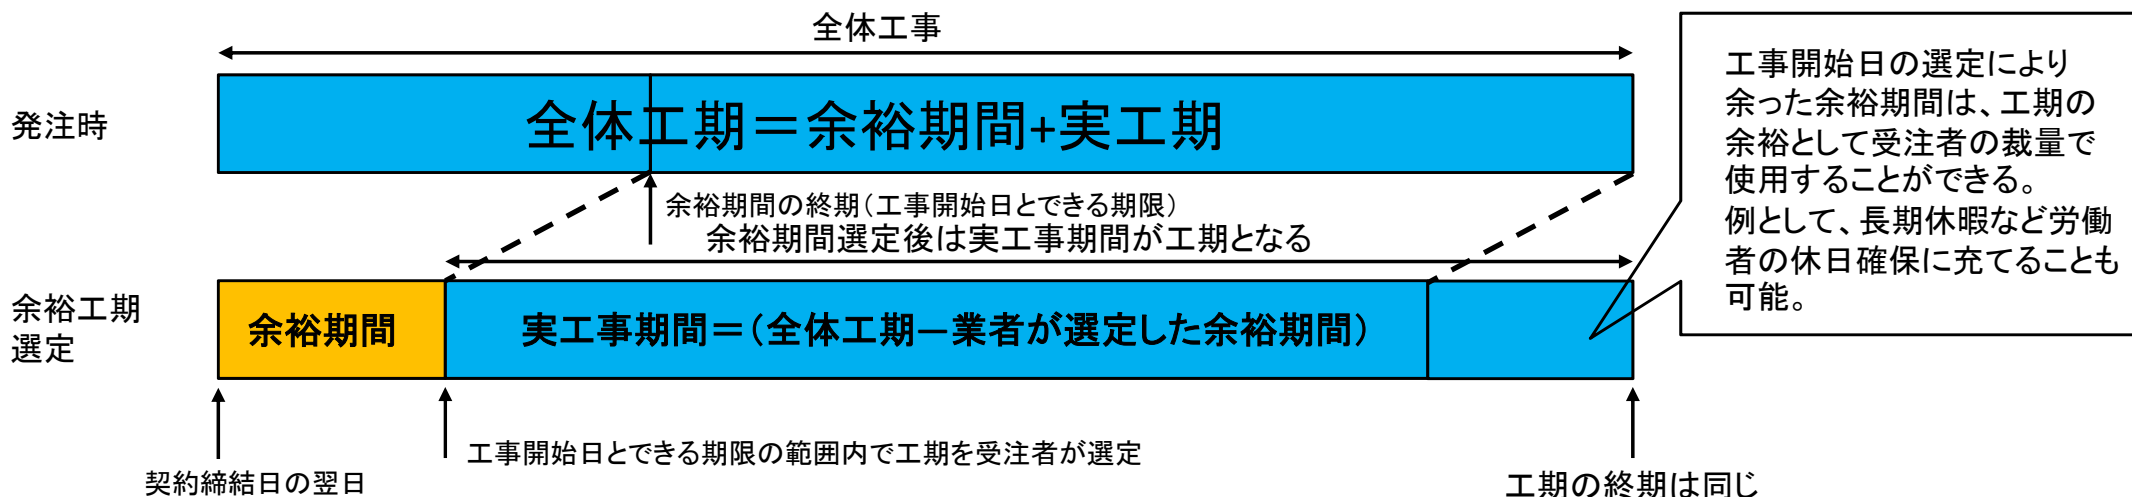 全体工事
発注時
全体工期＝余裕期間+実工期
余裕期間の終期（工事開始日とできる期限）
余裕期間選定後は実工事期間が工期となる
余裕工期
選定
余裕期間
実工事期間＝（全体工期－業者が選定した余裕期間）
工事開始日の選定により
余った余裕期間は、工期の
余裕として受注者の裁量で
使用することができる。
例として、長期休暇など労働
者の休日確保に充てることも
可能。
契約締結日の翌日
工事開始日とできる期限の範囲内で工期を受注者が選定
工期の終期は同じ